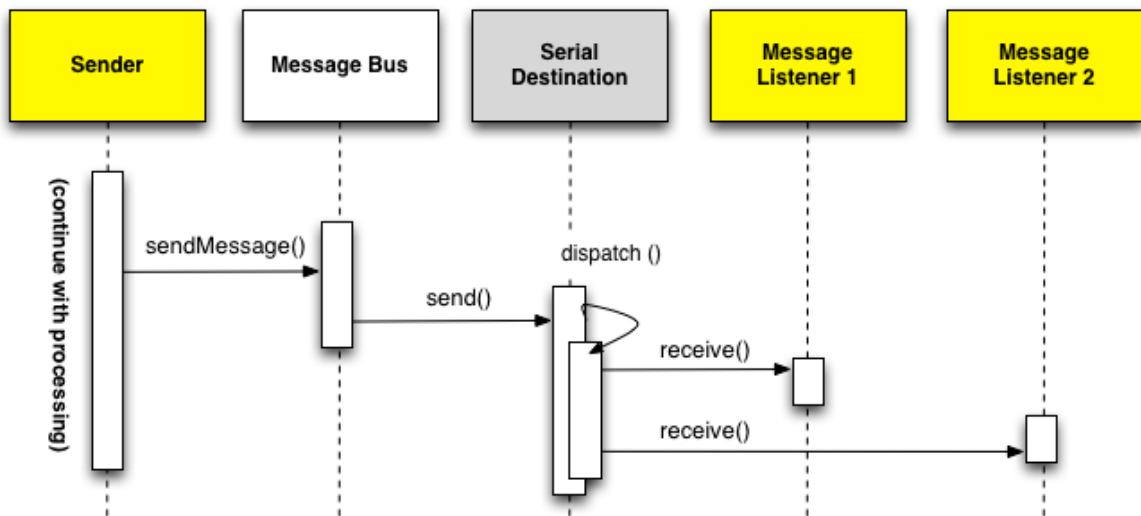 Sender
Message Bus
Serial
Destination
Message
Listener 1
Message
Listener 2
(continue with processing)
sendMessage()
dispatch ()
send()
receive()
receive()